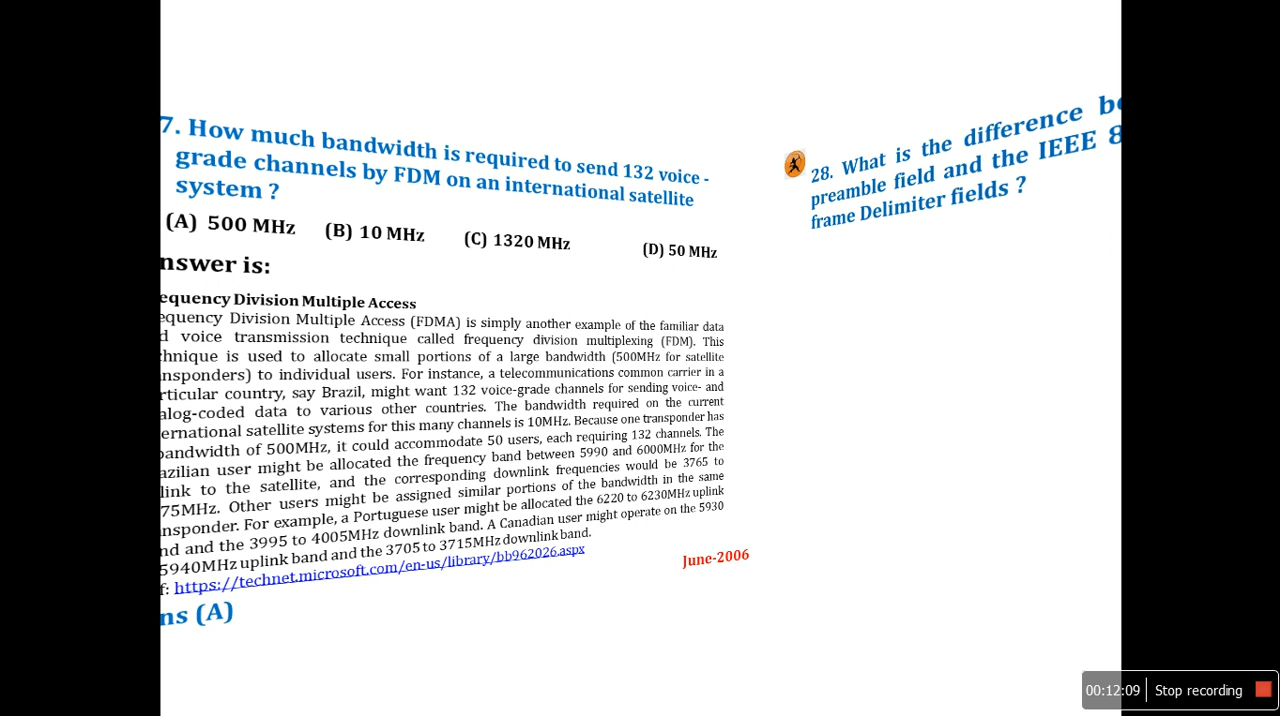 7. How much bandwidth is required to send 132 voice -
grade channels by FDM on an international satellite
system ?
(A) 500 MHz (B) 10 MHz (C) 1320 MHz (D) 50 MHz
nswer is:
equency Division Multiple Access
equency Division Multiple Access (FDMA) is simply another example of the familiar data
d voice transmission technique called frequency division multiplexing (FDM). This
chnique is used to allocate small portions of a large bandwidth (500MHz for satellite
ansponders) to individual users. For instance, a telecommunications common carrier in a
rticular country, say Brazil, might want 132 voice-grade channels for sending voice- and
alog-coded data to various other countries. The bandwidth required on the current
ernational satellite systems for this many channels is 10MHz. Because one transponder has
bandwidth of 500MHz, it could accommodate 50 users, each requiring 132 channels. The
azilian user might be allocated the frequency band between 5990 and 6000MHz for the
link to the satellite, and the corresponding downlink frequencies would be 3765 to
75MHz. Other users might be assigned similar portions of the bandwidth in the same
ansponder. For example, a Portuguese user might be allocated the 6220 to 6230MHz uplink
nd and the 3995 to 4005MHz downlink band. A Canadian user might operate on the 5930
5940MHz uplink band and the 3705 to 3715MHz downlink band.
f: https://technet.microsoft.com/en-us/library/bb962026.aspx
June-2006
ns (A)
28. What is the difference be
preamble field and the IEEE 8
frame Delimiter fields ?
00:12:09 Stop recording